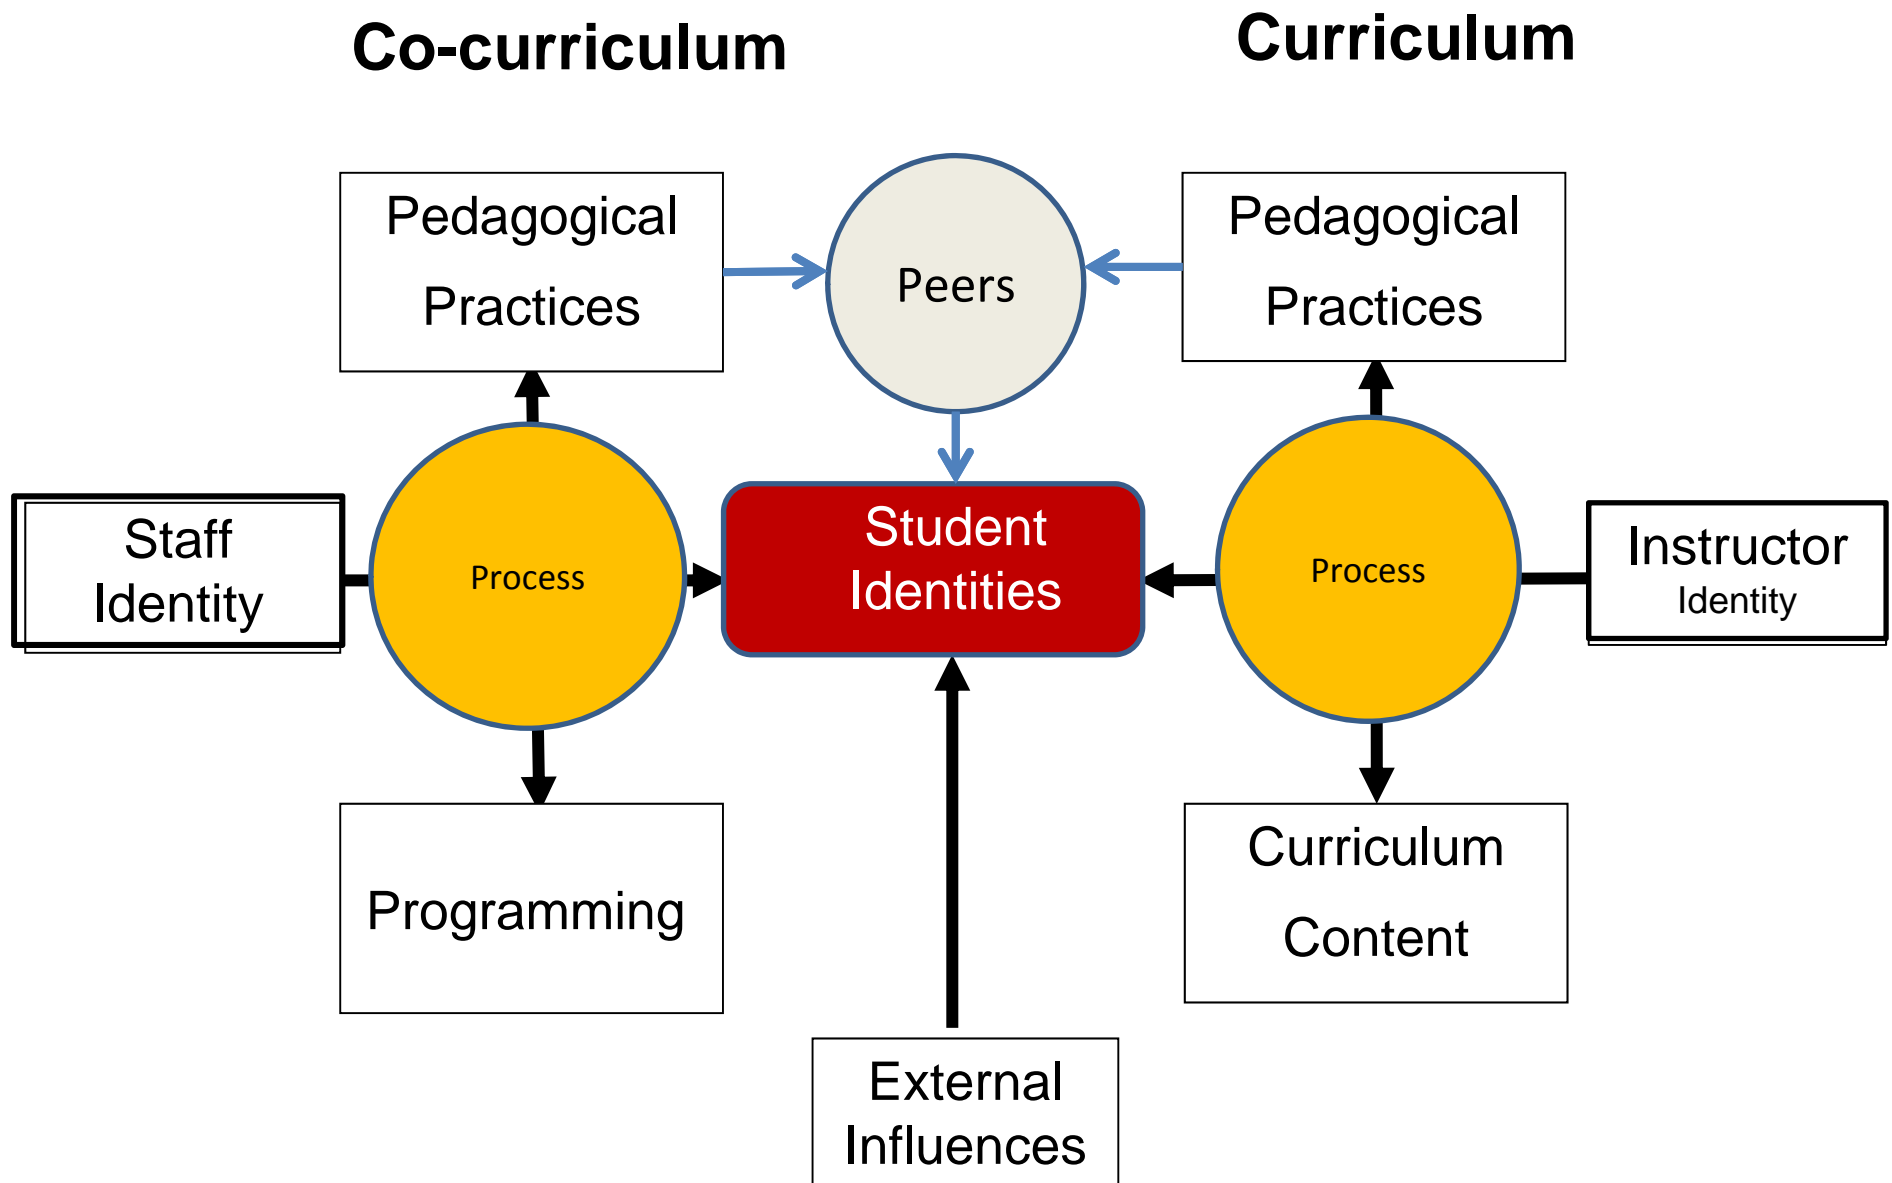 Co-curriculum
Curriculum
Pedagogical
Practices
Peers
Pedagogical
Practices
Staff
Identity
Process
Student
Identities
Process
Instructor
Identity
Programming
Curriculum
Content
External
Influences